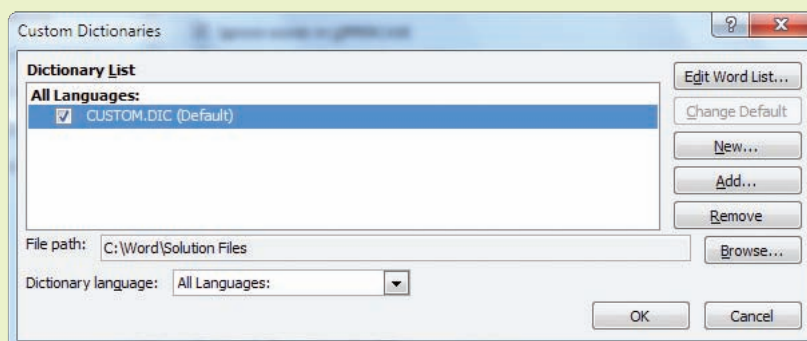 Custom Dictionaries
Dictionary List
All Languages:
CUSTOM.DIC (Default)
Edit Word List...
Change Default
New...
Add...
Remove
File path: C:\Word\Solution Files
Browse...
Dictionary language: All Languages:
OK
Cancel